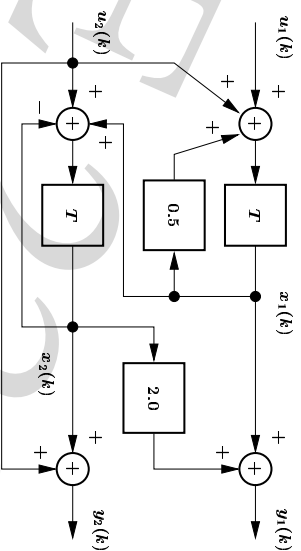 u₁(k)
+
+
+
+
T
x₁(k)
+
+
+
y₁(k)
0.5
2.0
u₂(k)
+
−
+
+
T
x₂(k)
+
+
+
y₂(k)